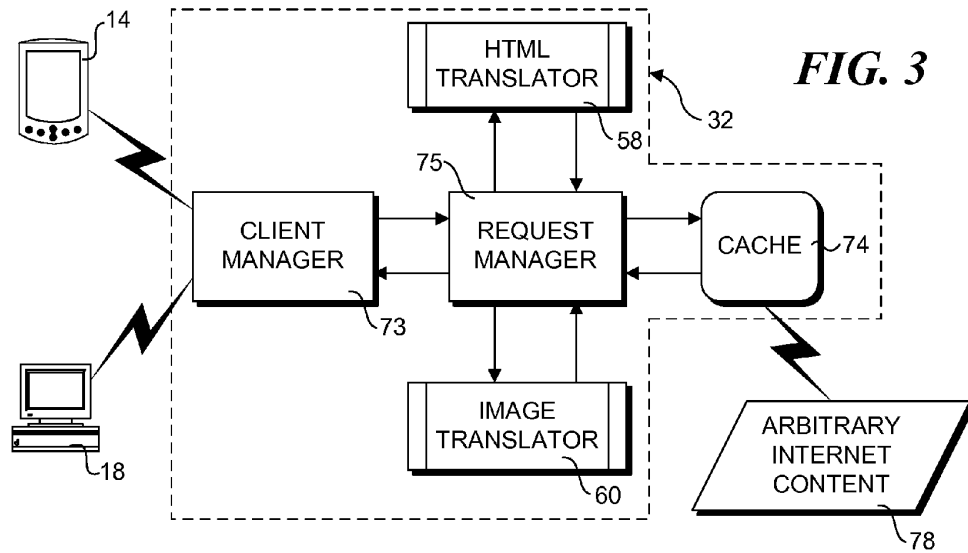 14
HTML
TRANSLATOR
58
FIG. 3
32
75
CLIENT
MANAGER
73
REQUEST
MANAGER
CACHE
74
IMAGE
TRANSLATOR
60
18
ARBITRARY
INTERNET
CONTENT
78